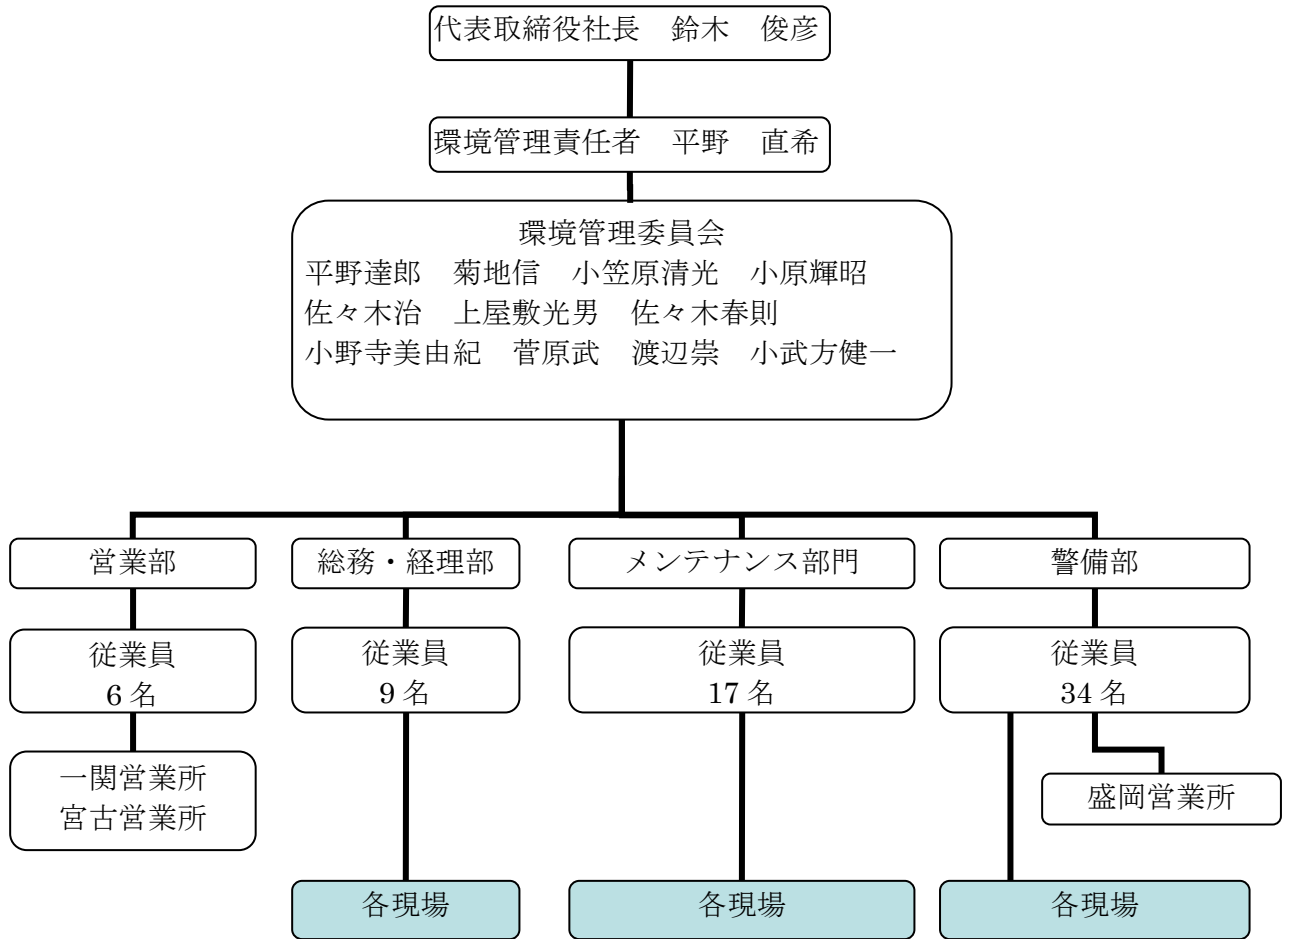 代表取締役社長　鈴木　俊彦
環境管理責任者　平野　直希
環境管理委員会
平野達郎　菊地信　小笠原清光　小原輝昭
佐々木治　上屋敷光男　佐々木春則
小野寺美由紀　菅原武　渡辺崇　小武方健一
営業部
総務・経理部
メンテナンス部門
警備部
従業員
6 名
従業員
9 名
従業員
17 名
従業員
34 名
一関営業所
宮古営業所
盛岡営業所
各現場
各現場
各現場